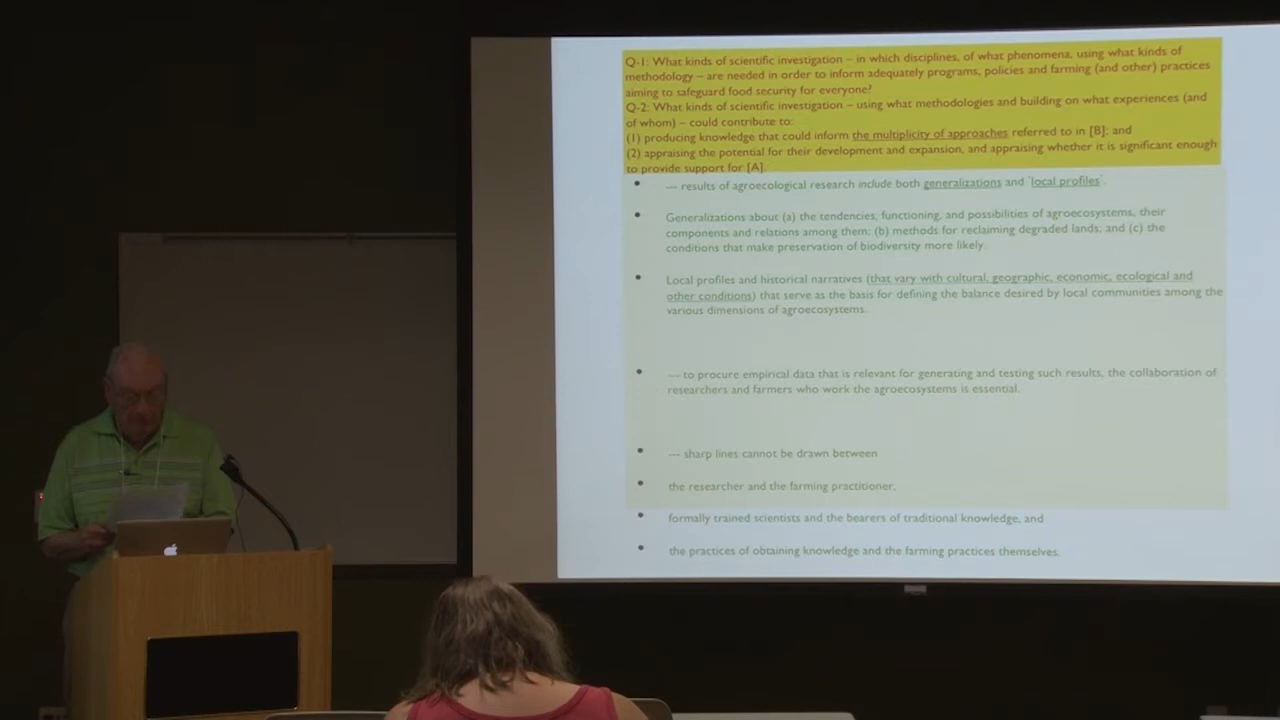 Q-1: What kinds of scientific investigation – in which disciplines, of what phenomena, using what kinds of
methodology – are needed in order to inform adequately programs, policies and farming (and other) practices
aiming to safeguard food security for everyone?
Q-2: What kinds of scientific investigation – using what methodologies and building on what experiences (and
of whom) – could contribute to:
(1) producing knowledge that could inform the multiplicity of approaches referred to in [B]; and
(2) appraising the potential for their development and expansion, and appraising whether it is significant enough
to provide support for [A].
• --- results of agroecological research include both generalizations and 'local profiles'.
• Generalizations about (a) the tendencies, functioning, and possibilities of agroecosystems, their
components and relations among them; (b) methods for reclaiming degraded lands; and (c) the
conditions that make preservation of biodiversity more likely.
• Local profiles and historical narratives (that vary with cultural, geographic, economic, ecological and
other conditions) that serve as the basis for defining the balance desired by local communities among the
various dimensions of agroecosystems.
• --- to procure empirical data that is relevant for generating and testing such results, the collaboration of
researchers and farmers who work the agroecosystems is essential.
• --- sharp lines cannot be drawn between
• the researcher and the farming practitioner,
• formally trained scientists and the bearers of traditional knowledge, and
• the practices of obtaining knowledge and the farming practices themselves.